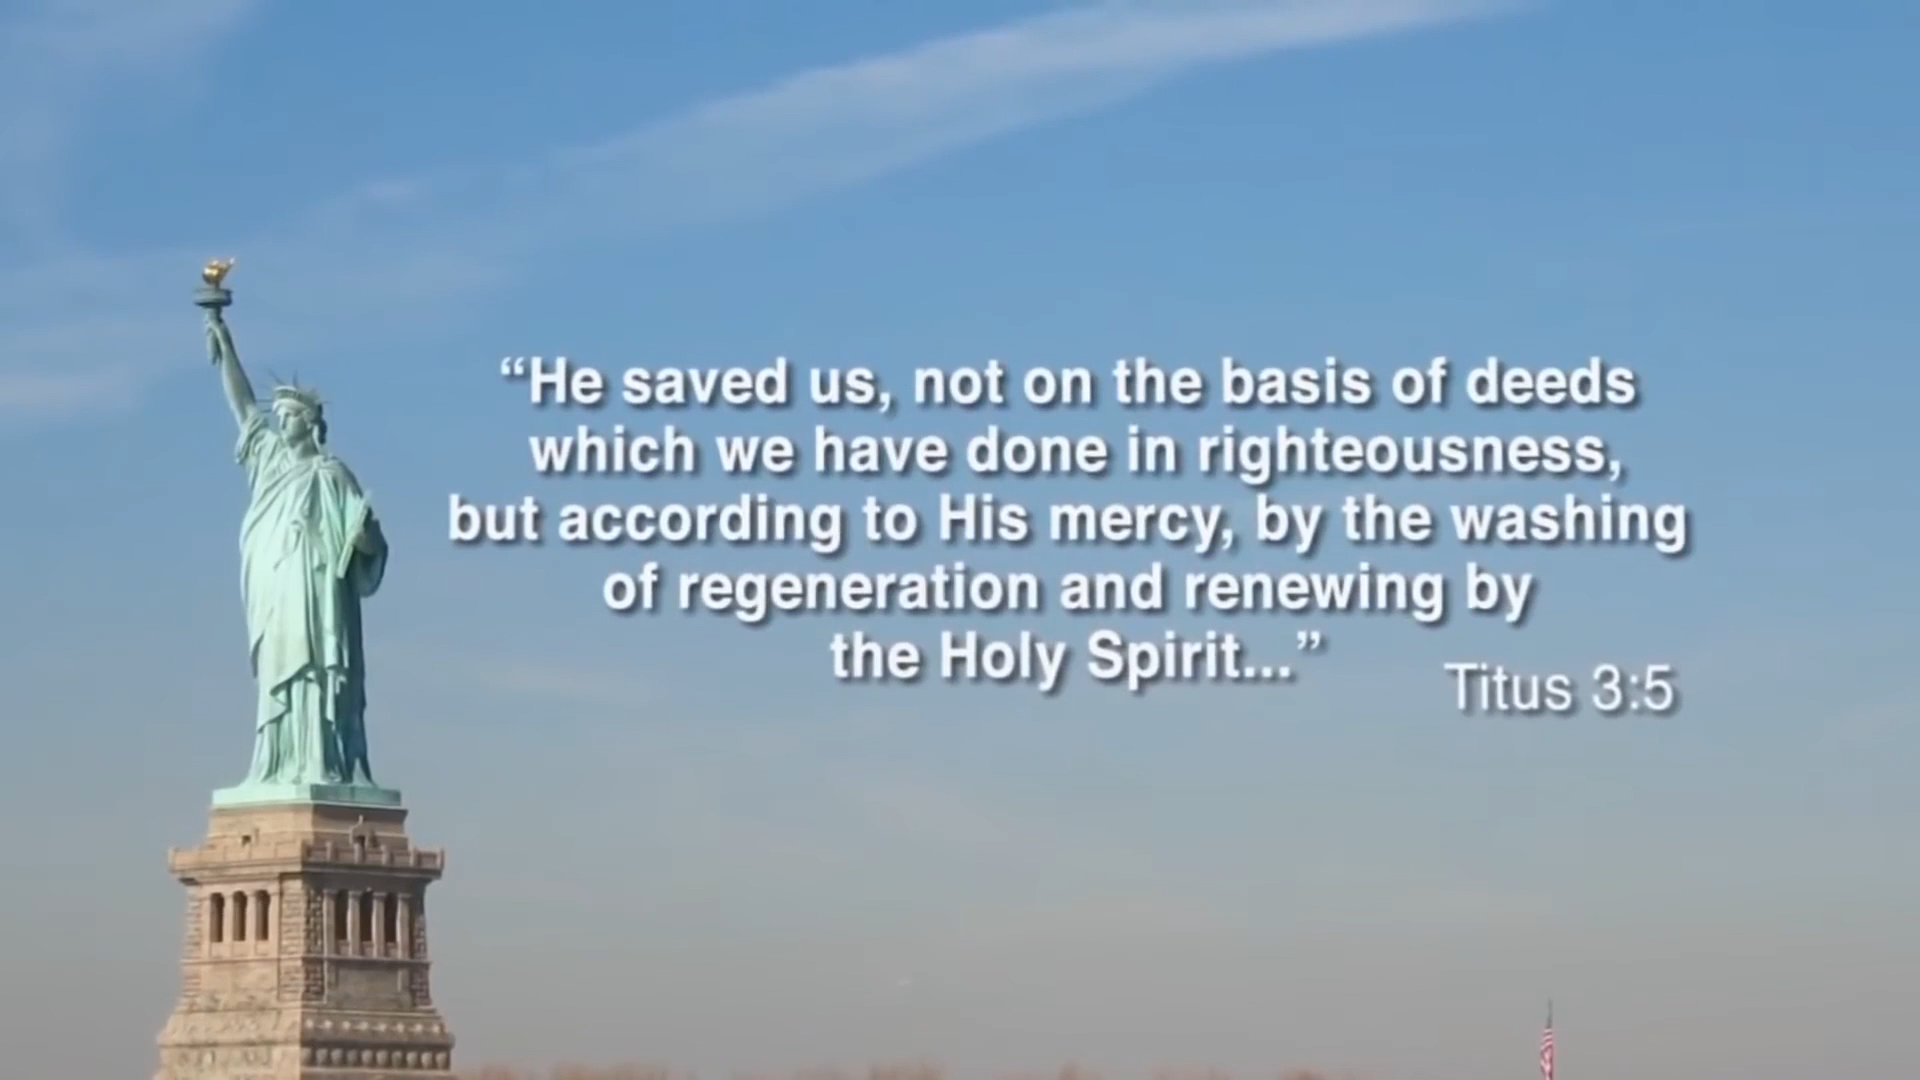 “He saved us, not on the basis of deeds
which we have done in righteousness,
but according to His mercy, by the washing
of regeneration and renewing by
the Holy Spirit...”
Titus 3:5